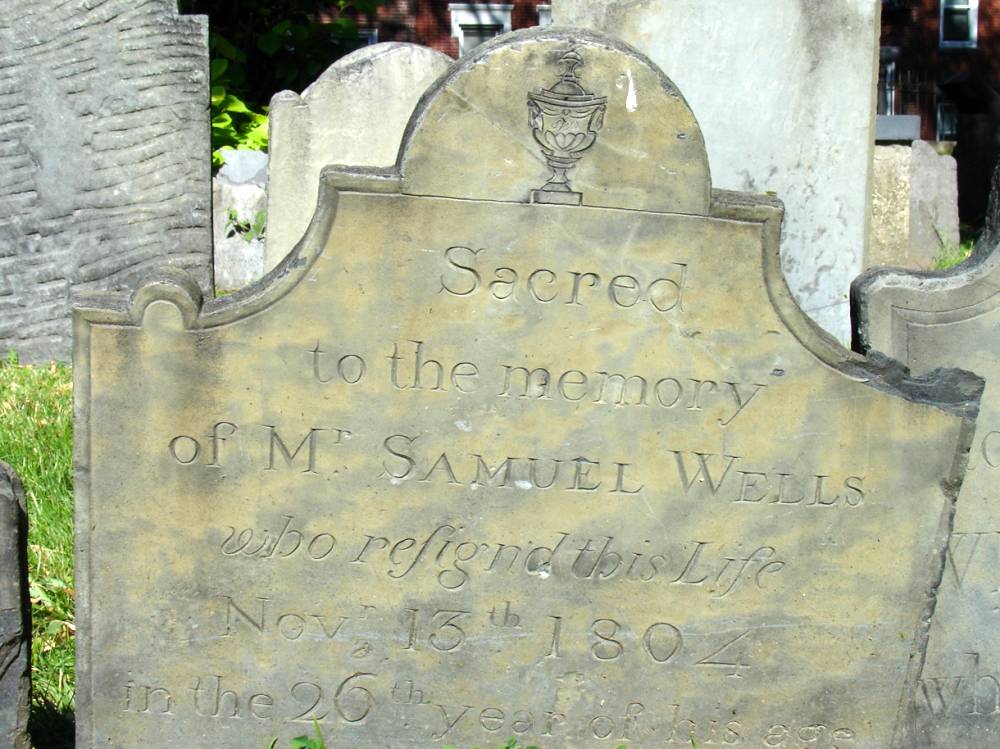 Sacred
to the memory
of Mr. SAMUEL WELLS
who reſignd this Life
Novr. 13th 1804
in the 26th year of his age